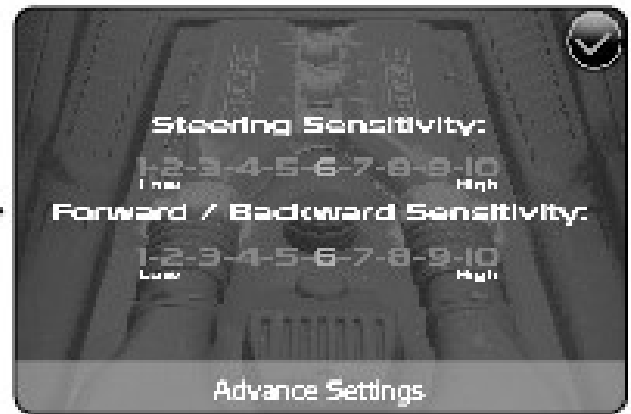 Steering Sensitivity:
1-2-3-4-5-6-7-8-9-10
Low High
Forward / Backward Sensitivity:
1-2-3-4-5-6-7-8-9-10
Low High
Advance Settings